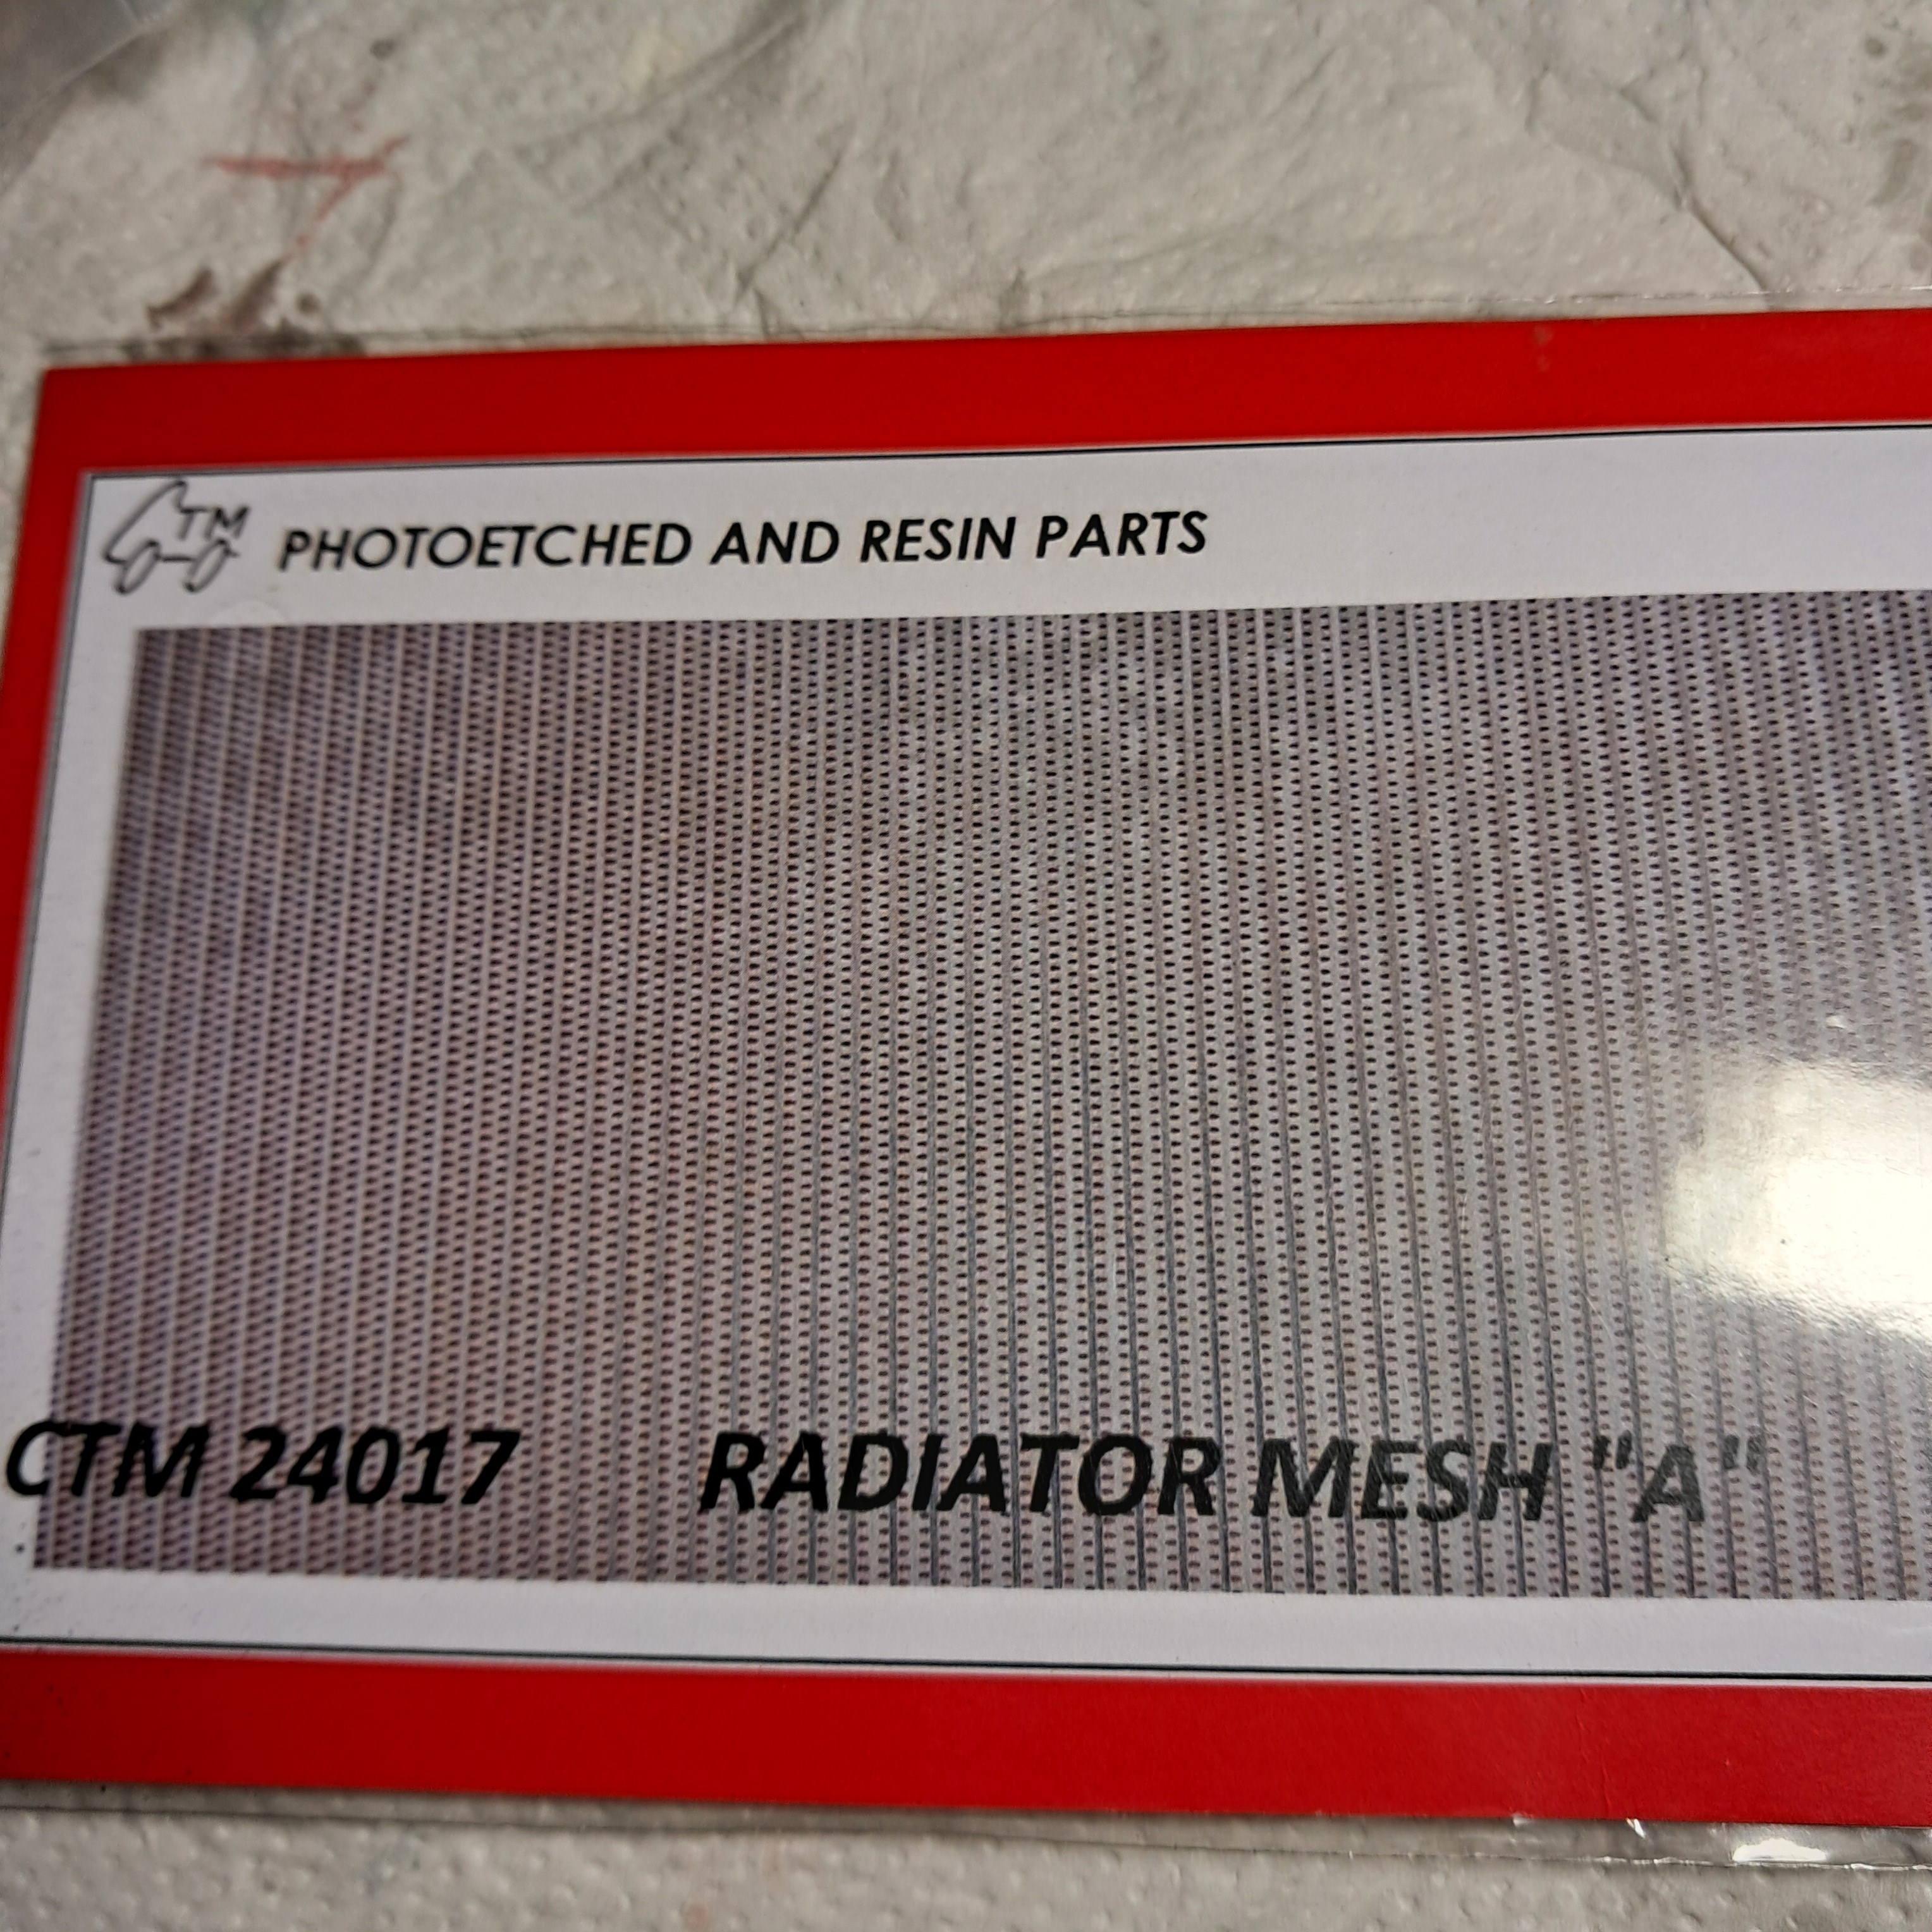 CTM PHOTOETCHED AND RESIN PARTS
CTM 24017 RADIATOR MESH "A"